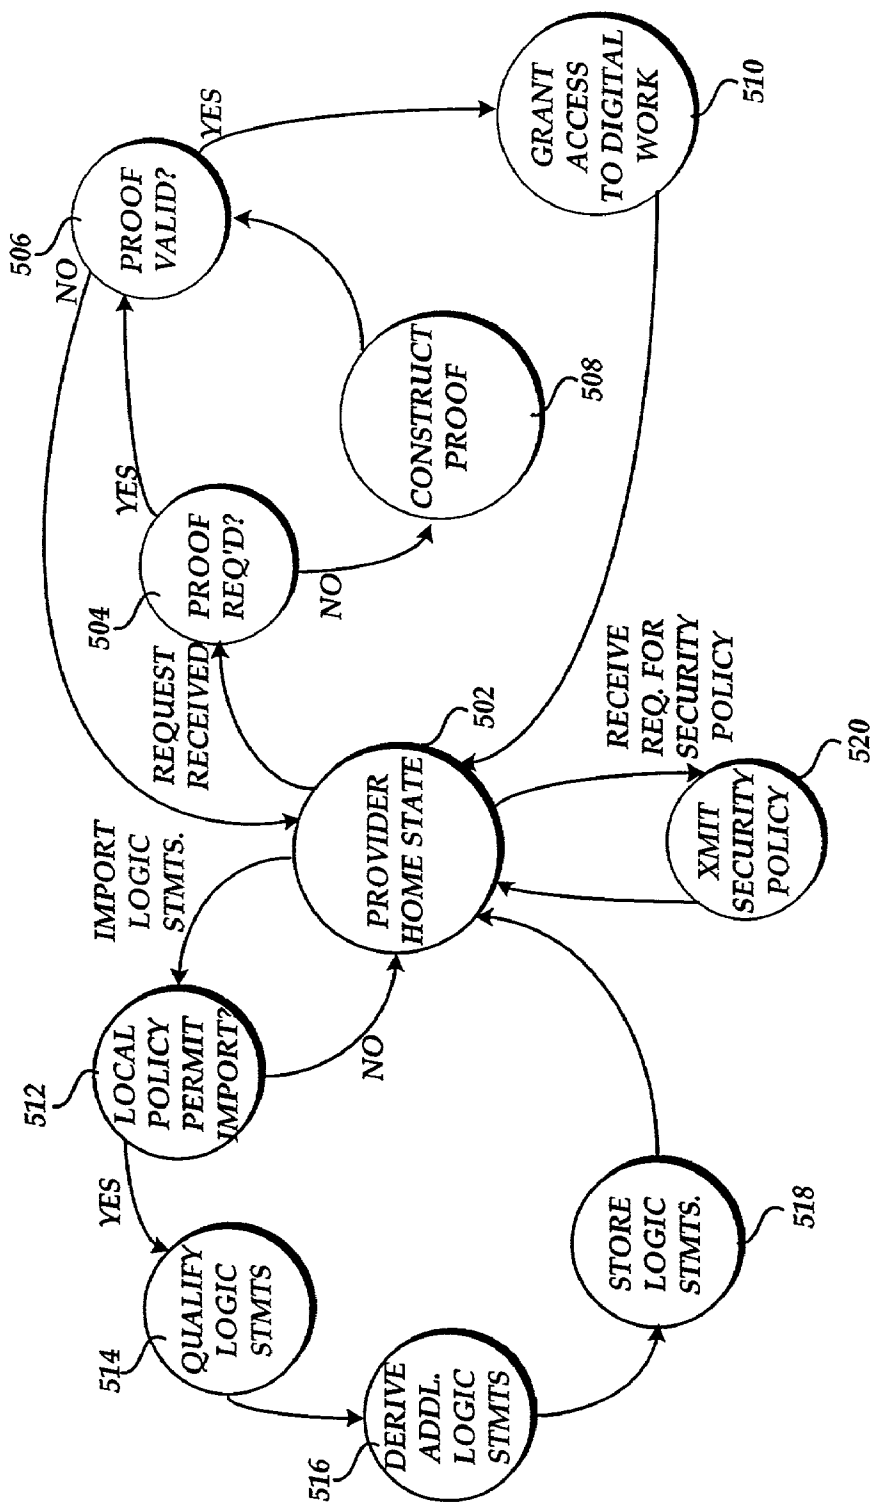 506
PROOF
VALID?
NO
YES
GRANT
ACCESS
TO DIGITAL
WORK
510
504
PROOF
REQ'D?
YES
NO
CONSTRUCT
PROOF
508
REQUEST
RECEIVED
502
PROVIDER
HOME STATE
RECEIVE
REQ. FOR
SECURITY
POLICY
XMIT
SECURITY
POLICY
520
IMPORT
LOGIC
STMTS.
512
LOCAL
POLICY
PERMIT
IMPORT?
NO
YES
514
QUALIFY
LOGIC
STMTS
516
DERIVE
ADDL.
LOGIC
STMTS
STORE
LOGIC
STMTS.
518